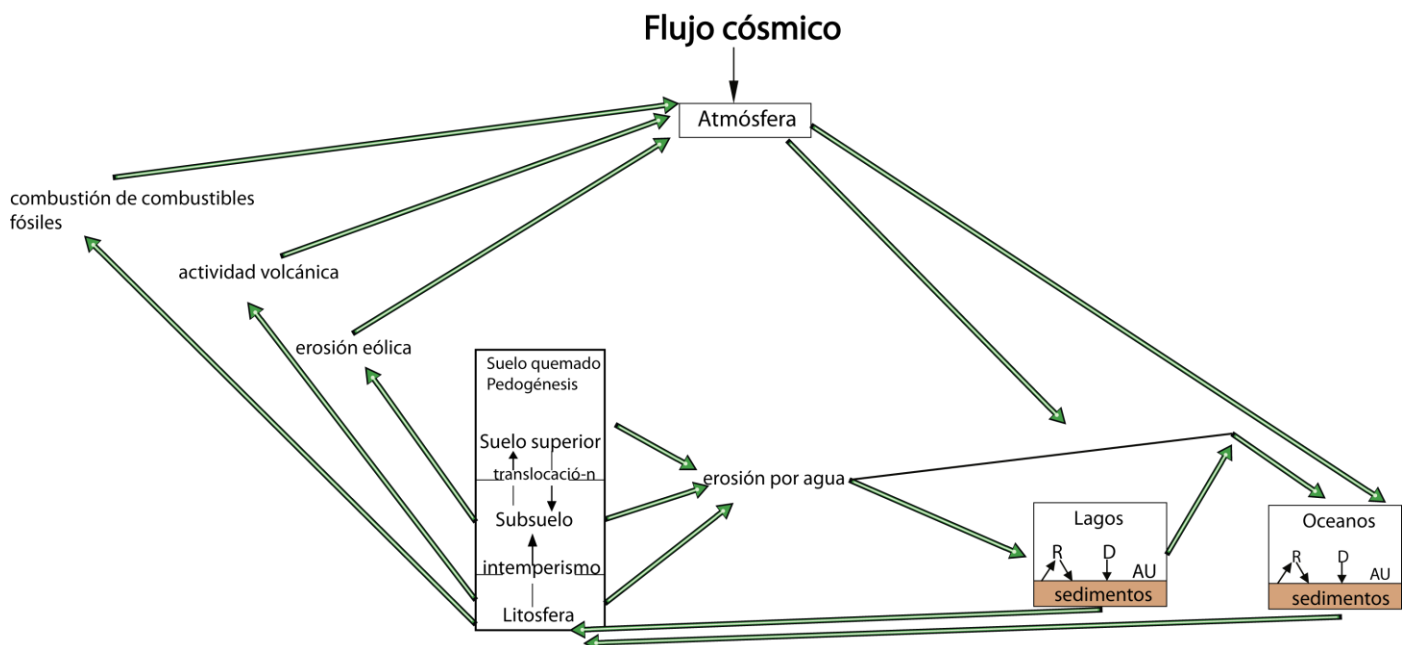 Flujo cósmico
Atmósfera
combustión de combustibles
fósiles
actividad volcánica
erosión eólica
Suelo quemado
Pedogénesis
Suelo superior
translocació-n
Subsuelo
intemperismo
Litosfera
erosión por agua
Lagos
R D
AU
sedimentos
Oceanos
R D
AU
sedimentos